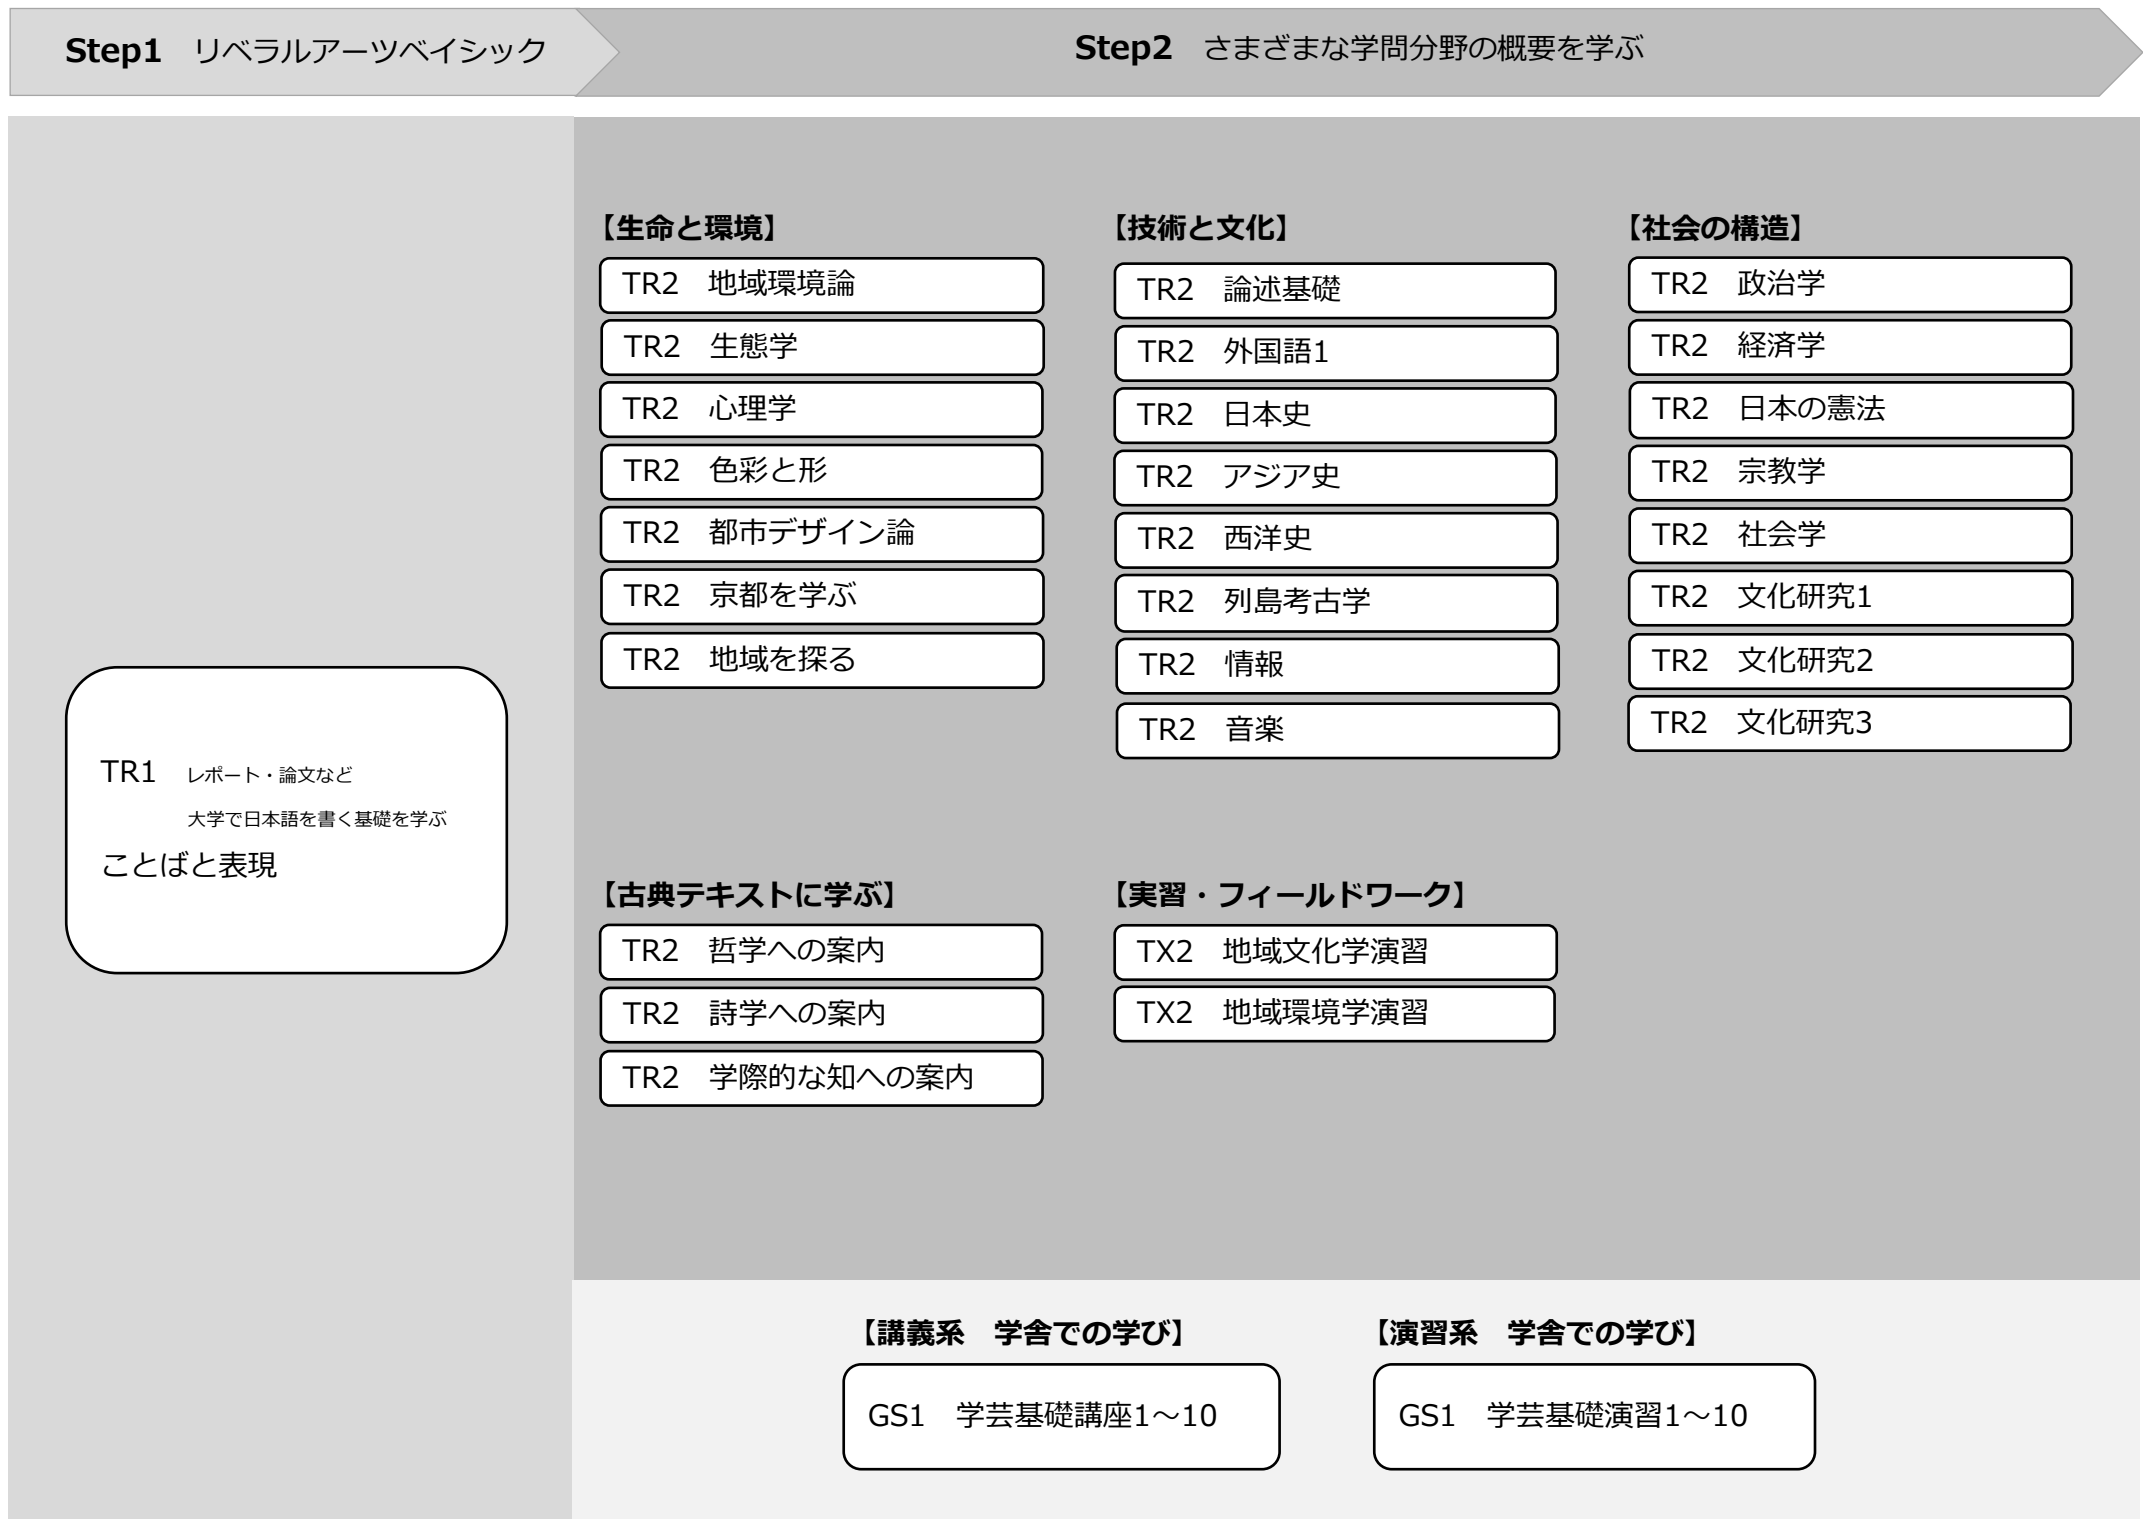 Step1　リベラルアーツベイシック
Step2　さまざまな学問分野の概要を学ぶ
TR1　レポート・論文など
大学で日本語を書く基礎を学ぶ
ことばと表現
【生命と環境】
TR2　地域環境論
TR2　生態学
TR2　心理学
TR2　色彩と形
TR2　都市デザイン論
TR2　京都を学ぶ
TR2　地域を探る
【技術と文化】
TR2　論述基礎
TR2　外国語1
TR2　日本史
TR2　アジア史
TR2　西洋史
TR2　列島考古学
TR2　情報
TR2　音楽
【社会の構造】
TR2　政治学
TR2　経済学
TR2　日本の憲法
TR2　宗教学
TR2　社会学
TR2　文化研究1
TR2　文化研究2
TR2　文化研究3
【古典テキストに学ぶ】
TR2　哲学への案内
TR2　詩学への案内
TR2　学際的な知への案内
【実習・フィールドワーク】
TX2　地域文化学演習
TX2　地域環境学演習
【講義系　学舎での学び】
GS1　学芸基礎講座1～10
【演習系　学舎での学び】
GS1　学芸基礎演習1～10